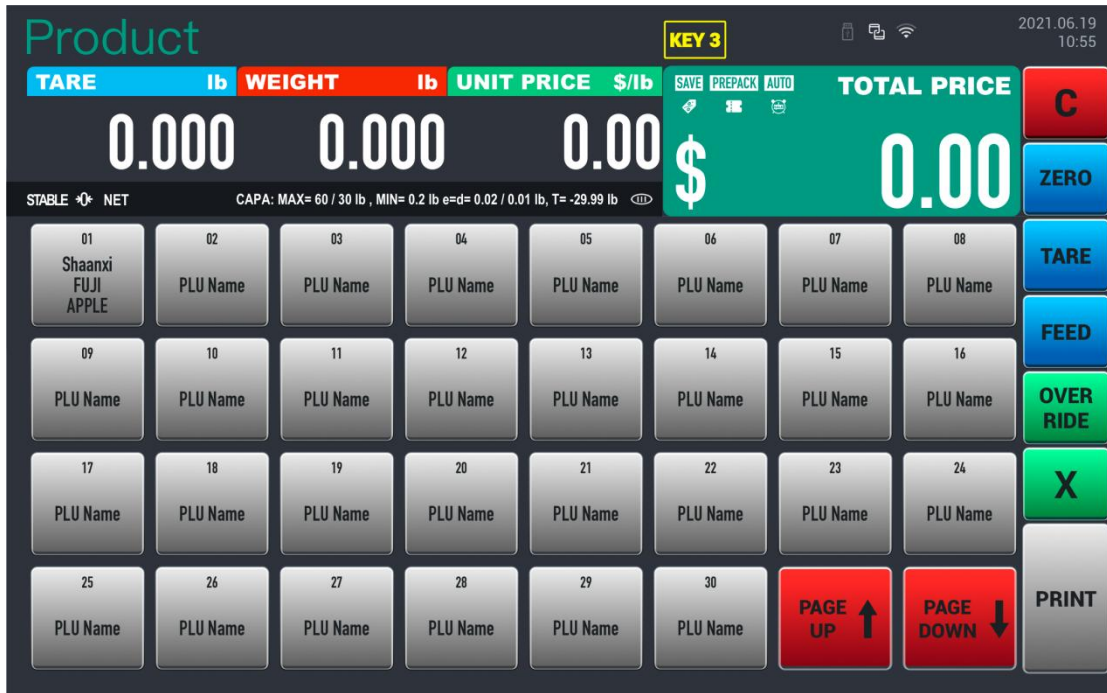 Product
KEY 3
2021.06.19
10:55
TARE lb WEIGHT lb UNIT PRICE $/lb
SAVE PREPACK AUTO TOTAL PRICE
0.000 0.000 0.00 $ 0.00
STABLE 0 NET CAPA: MAX= 60 / 30 lb , MIN= 0.2 lb e=d= 0.02 / 0.01 lb, T= -29.99 lb III
C
ZERO
TARE
FEED
OVER
RIDE
X
PRINT
01 02 03 04 05 06 07 08
Shaanxi
FUJI
APPLE
PLU Name PLU Name PLU Name PLU Name PLU Name PLU Name PLU Name
09 10 11 12 13 14 15 16
PLU Name PLU Name PLU Name PLU Name PLU Name PLU Name PLU Name PLU Name
17 18 19 20 21 22 23 24
PLU Name PLU Name PLU Name PLU Name PLU Name PLU Name PLU Name PLU Name
25 26 27 28 29 30
PLU Name PLU Name PLU Name PLU Name PLU Name PLU Name
PAGE
UP
PAGE
DOWN